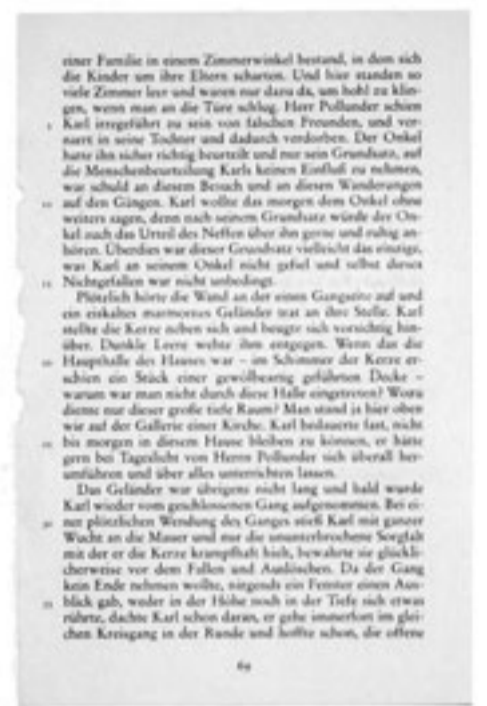 einer Familie in einem Zimmerwinkel bestand, in dem sich
die Kinder um ihre Eltern scharten. Und hier standen so
viele Zimmer leer und waren nur dazu da, um hohl zu klin-
gen, wenn man an die Türe schlug. Herr Pollunder schien
5 Karl irregeführt zu sein von falschen Freunden, und ver-
narrt in seine Tochter und dadurch verdorben. Der Onkel
hatte ihn sicher richtig beurteilt und nur sein Grundsatz, auf
die Menschenbeurteilung Karls keinen Einfluß zu nehmen,
war schuld an diesem Besuch und an diesen Wanderungen
10 auf den Gängen. Karl wollte das morgen dem Onkel ohne
weiters sagen, denn nach seinem Grundsatz würde der On-
kel auch das Urteil des Neffen über ihn gerne und ruhig an-
hören. Überdies war dieser Grundsatz vielleicht das einzige,
was Karl an seinem Onkel nicht gefiel und selbst dieses
15 Nichtgefallen war nicht unbedingt.
Plötzlich hörte die Wand an der einen Gangseite auf und
ein eiskaltes marmornes Geländer trat an ihre Stelle. Karl
stellte die Kerze neben sich und beugte sich vorsichtig hin-
über. Dunkle Leere wehte ihm entgegen. Wenn das die
20 Haupthalle des Hauses war – im Schimmer der Kerze er-
schien ein Stück einer gewölbeartig geführten Decke –
warum war man nicht durch diese Halle eingetreten? Wozu
diente nur dieser große tiefe Raum? Man stand ja hier oben
wie auf der Gallerie einer Kirche. Karl bedauerte fast, nicht
25 bis morgen in diesem Hause bleiben zu können, er hätte
gern bei Tageslicht von Herrn Pollunder sich überall her-
umführen und über alles unterrichten lassen.
Das Geländer war übrigens nicht lang und bald wurde
Karl wieder vom geschlossenen Gang aufgenommen. Bei ei-
30 ner plötzlichen Wendung des Ganges stieß Karl mit ganzer
Wucht an die Mauer und nur die ununterbrochene Sorgfalt
mit der er die Kerze krampfhaft hielt, bewahrte sie glückli-
cherweise vor dem Fallen und Auslöschen. Da der Gang
kein Ende nehmen wollte, nirgends ein Fenster einen Aus-
35 blick gab, weder in der Höhe noch in der Tiefe sich etwas
rührte, dachte Karl schon daran, er gehe immerfort im glei-
chen Kreisgang in der Runde und hoffte schon, die offene
69